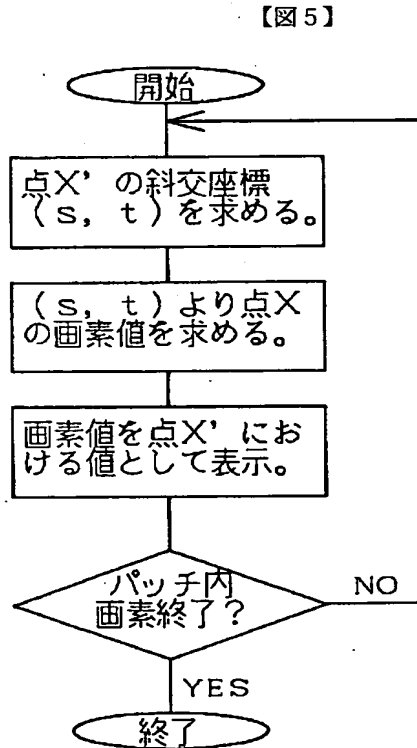 【図5】
開始
点X’の斜交座標
(s, t)を求める。
(s, t)より点X
の画素値を求める。
画素値を点X’にお
ける値として表示。
パッチ内
画素終了?
NO
YES
終了